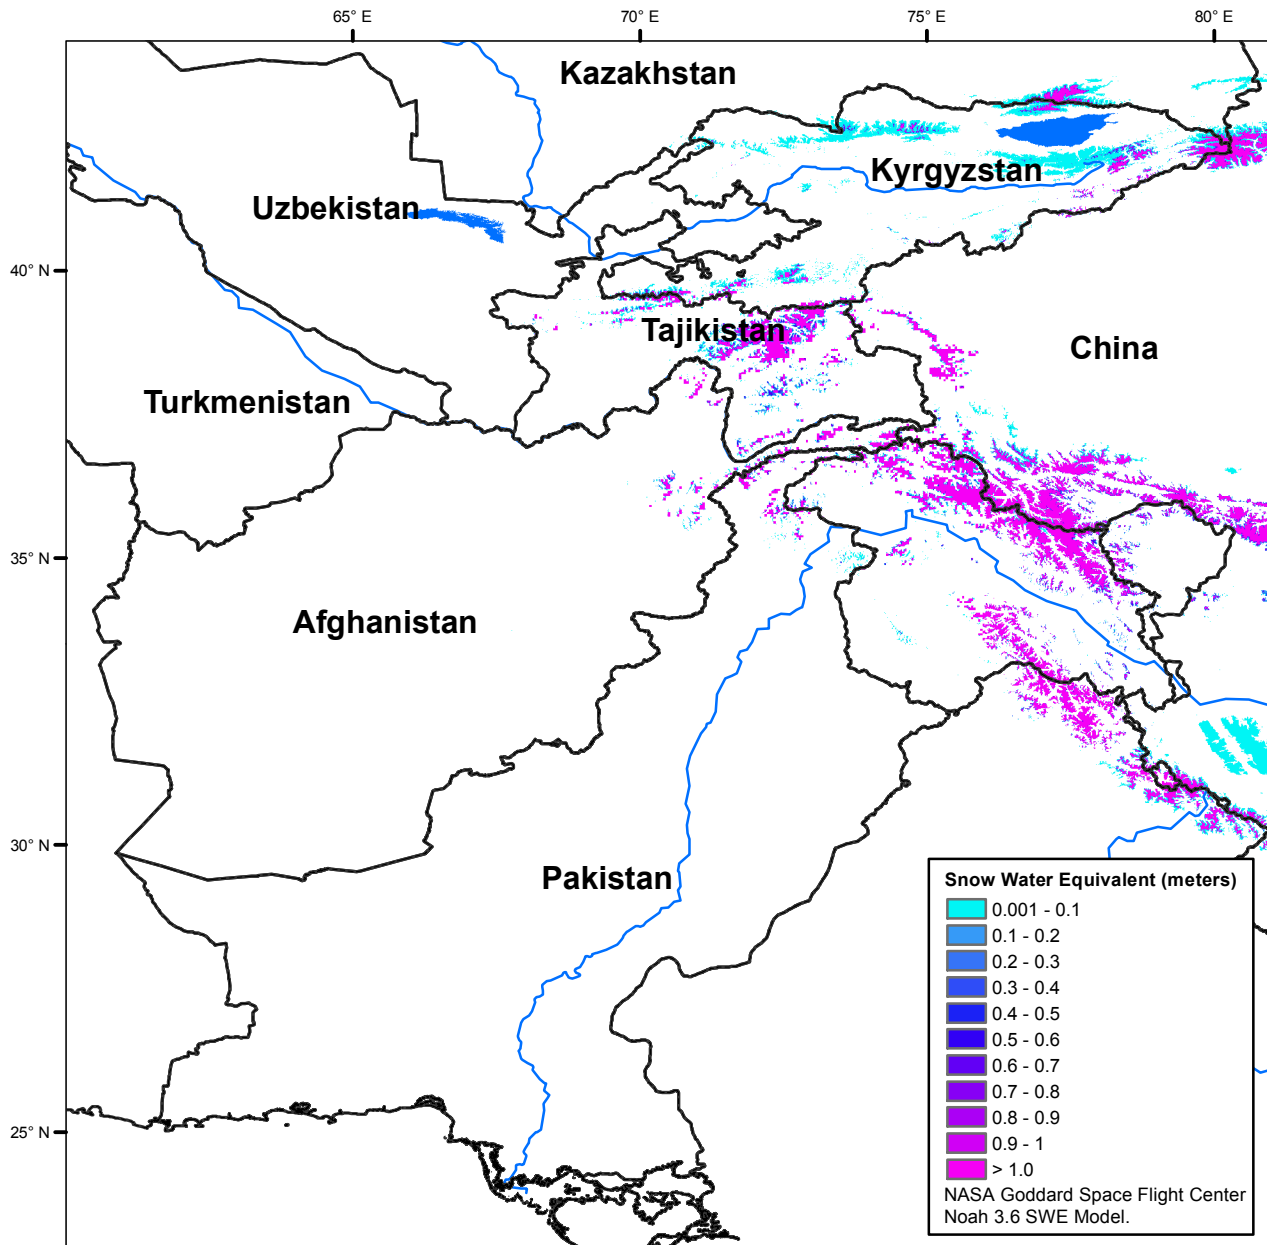 65° E
70° E
75° E
80° E
Kazakhstan
Kyrgyzstan
Uzbekistan
40° N
Tajikistan
China
Turkmenistan
35° N
Afghanistan
30° N
Pakistan
25° N
Snow Water Equivalent (meters)
0.001 - 0.1
0.1 - 0.2
0.2 - 0.3
0.3 - 0.4
0.4 - 0.5
0.5 - 0.6
0.6 - 0.7
0.7 - 0.8
0.8 - 0.9
0.9 - 1
> 1.0
NASA Goddard Space Flight Center
Noah 3.6 SWE Model.